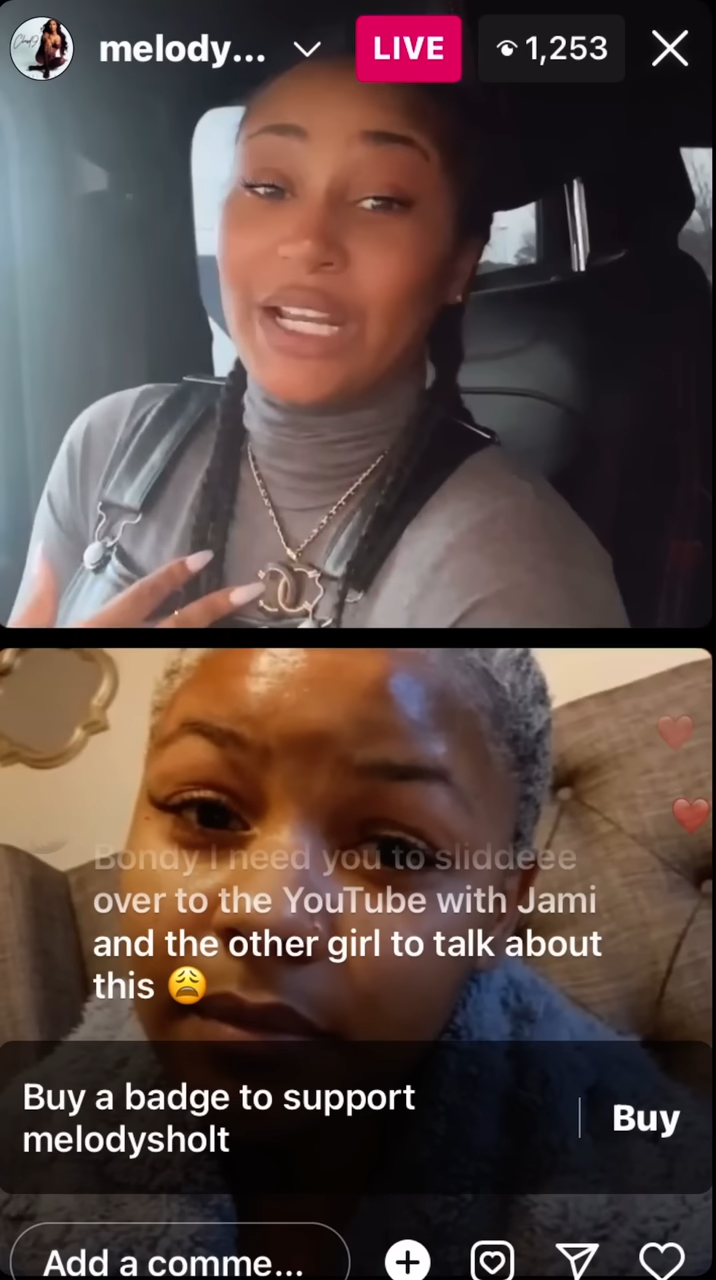 melody...
LIVE
1,253
Bondy I need you to sliddeee
over to the YouTube with Jami
and the other girl to talk about
this 😩
Buy a badge to support
melodysholt
Buy
Add a comme...